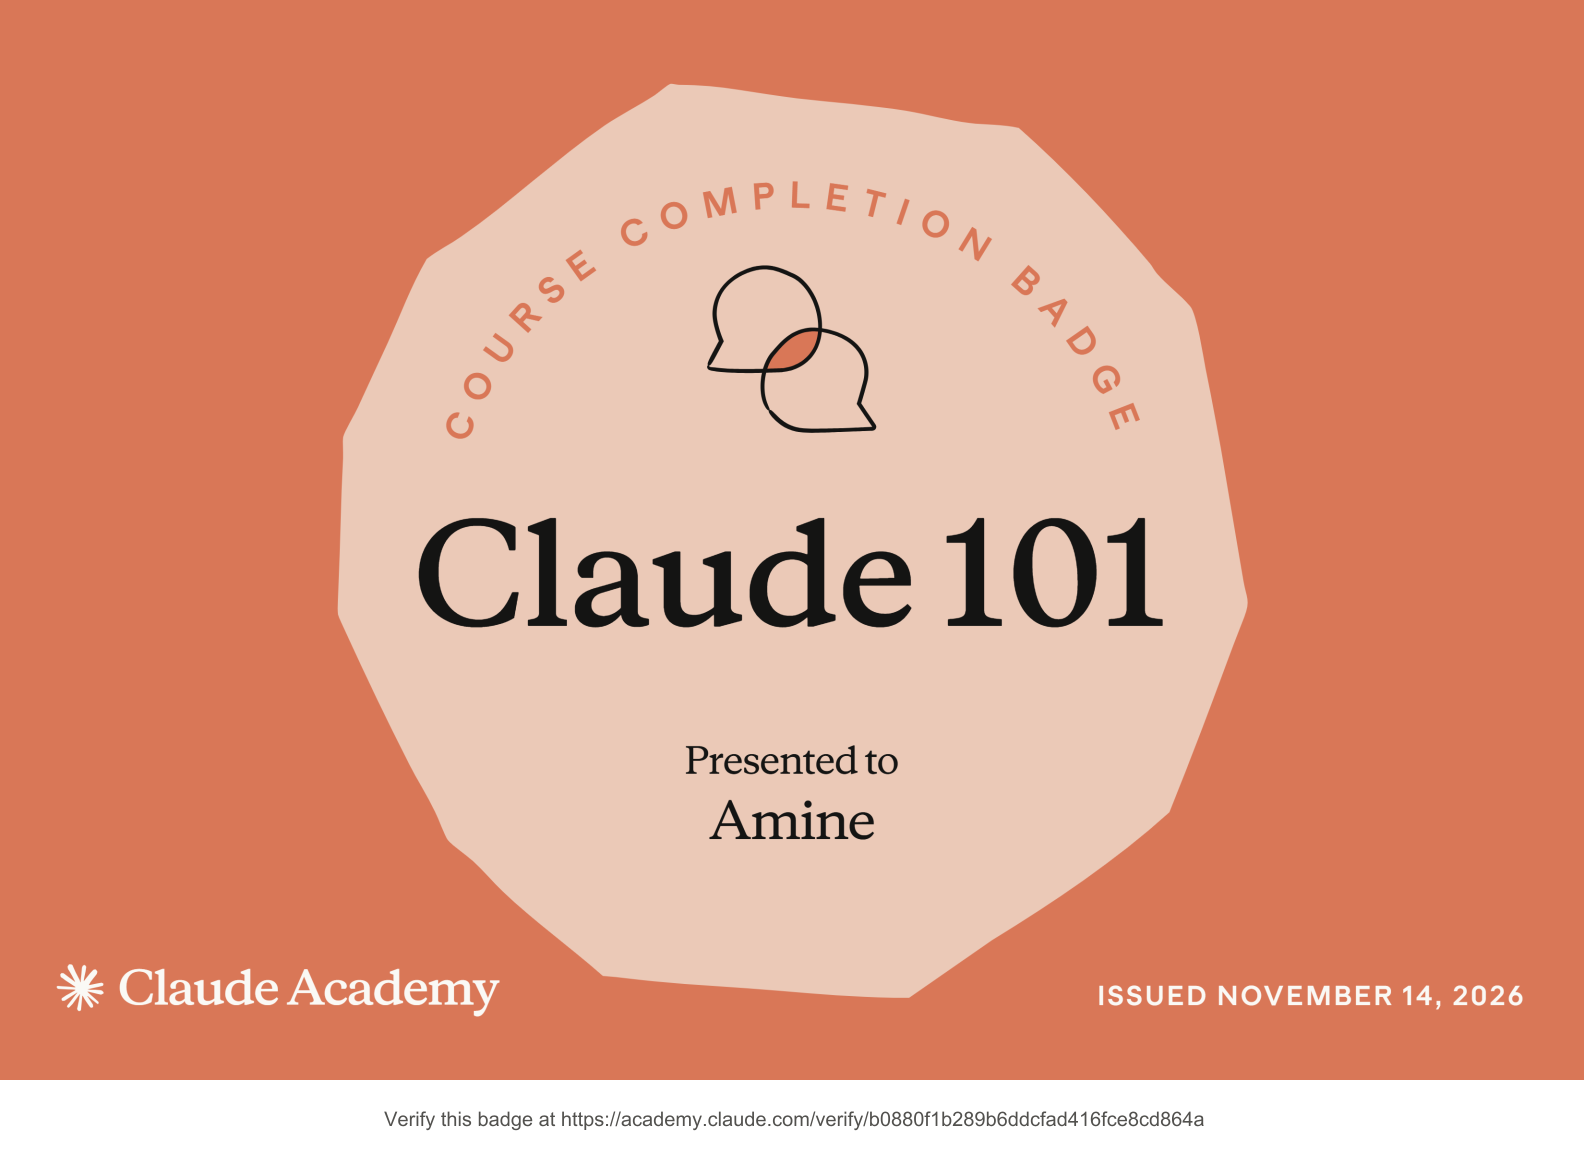 COURSE COMPLETION BADGE
Claude 101
Presented to
Amine
Claude Academy
ISSUED NOVEMBER 14, 2026
Verify this badge at https://academy.claude.com/verify/b0880f1b289b6ddcfad416fce8cd864a